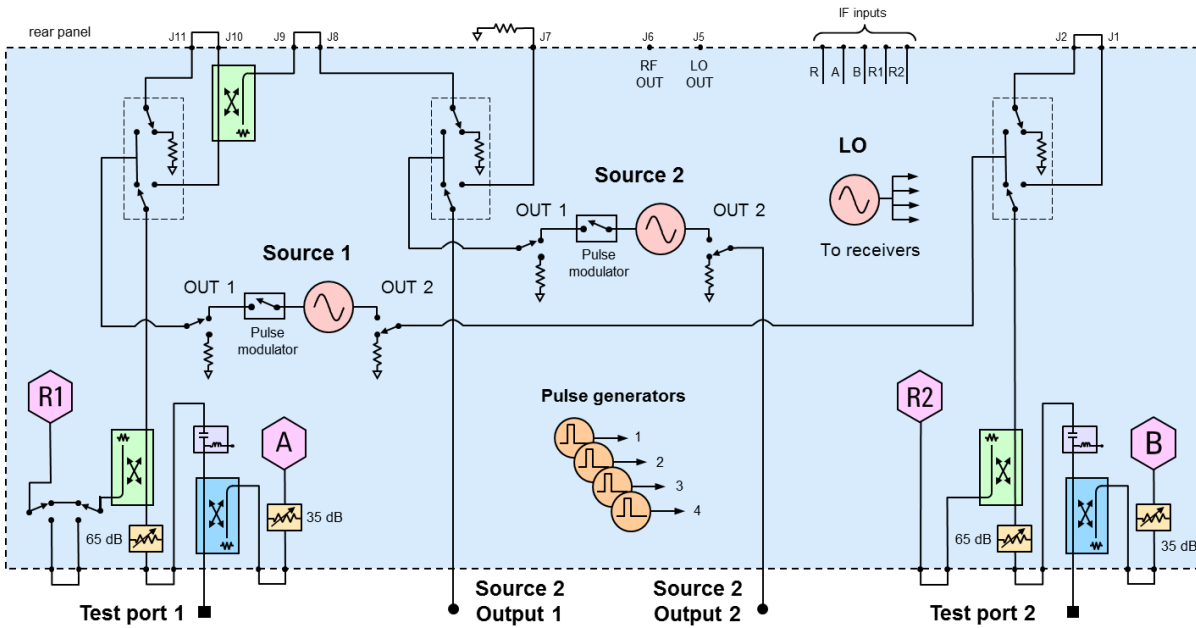 IF inputs
rear panel
J11
J10
J9
J8
J7
J6
J5
J2
J1
RF
OUT
LO
OUT
R
A
B
R1
R2
LO
To receivers
Source 2
OUT 1
OUT 2
Pulse
modulator
Source 1
OUT 1
OUT 2
Pulse
modulator
R1
A
35 dB
65 dB
Pulse generators
1
2
3
4
R2
B
65 dB
35 dB
Test port 1
Source 2
Output 1
Source 2
Output 2
Test port 2